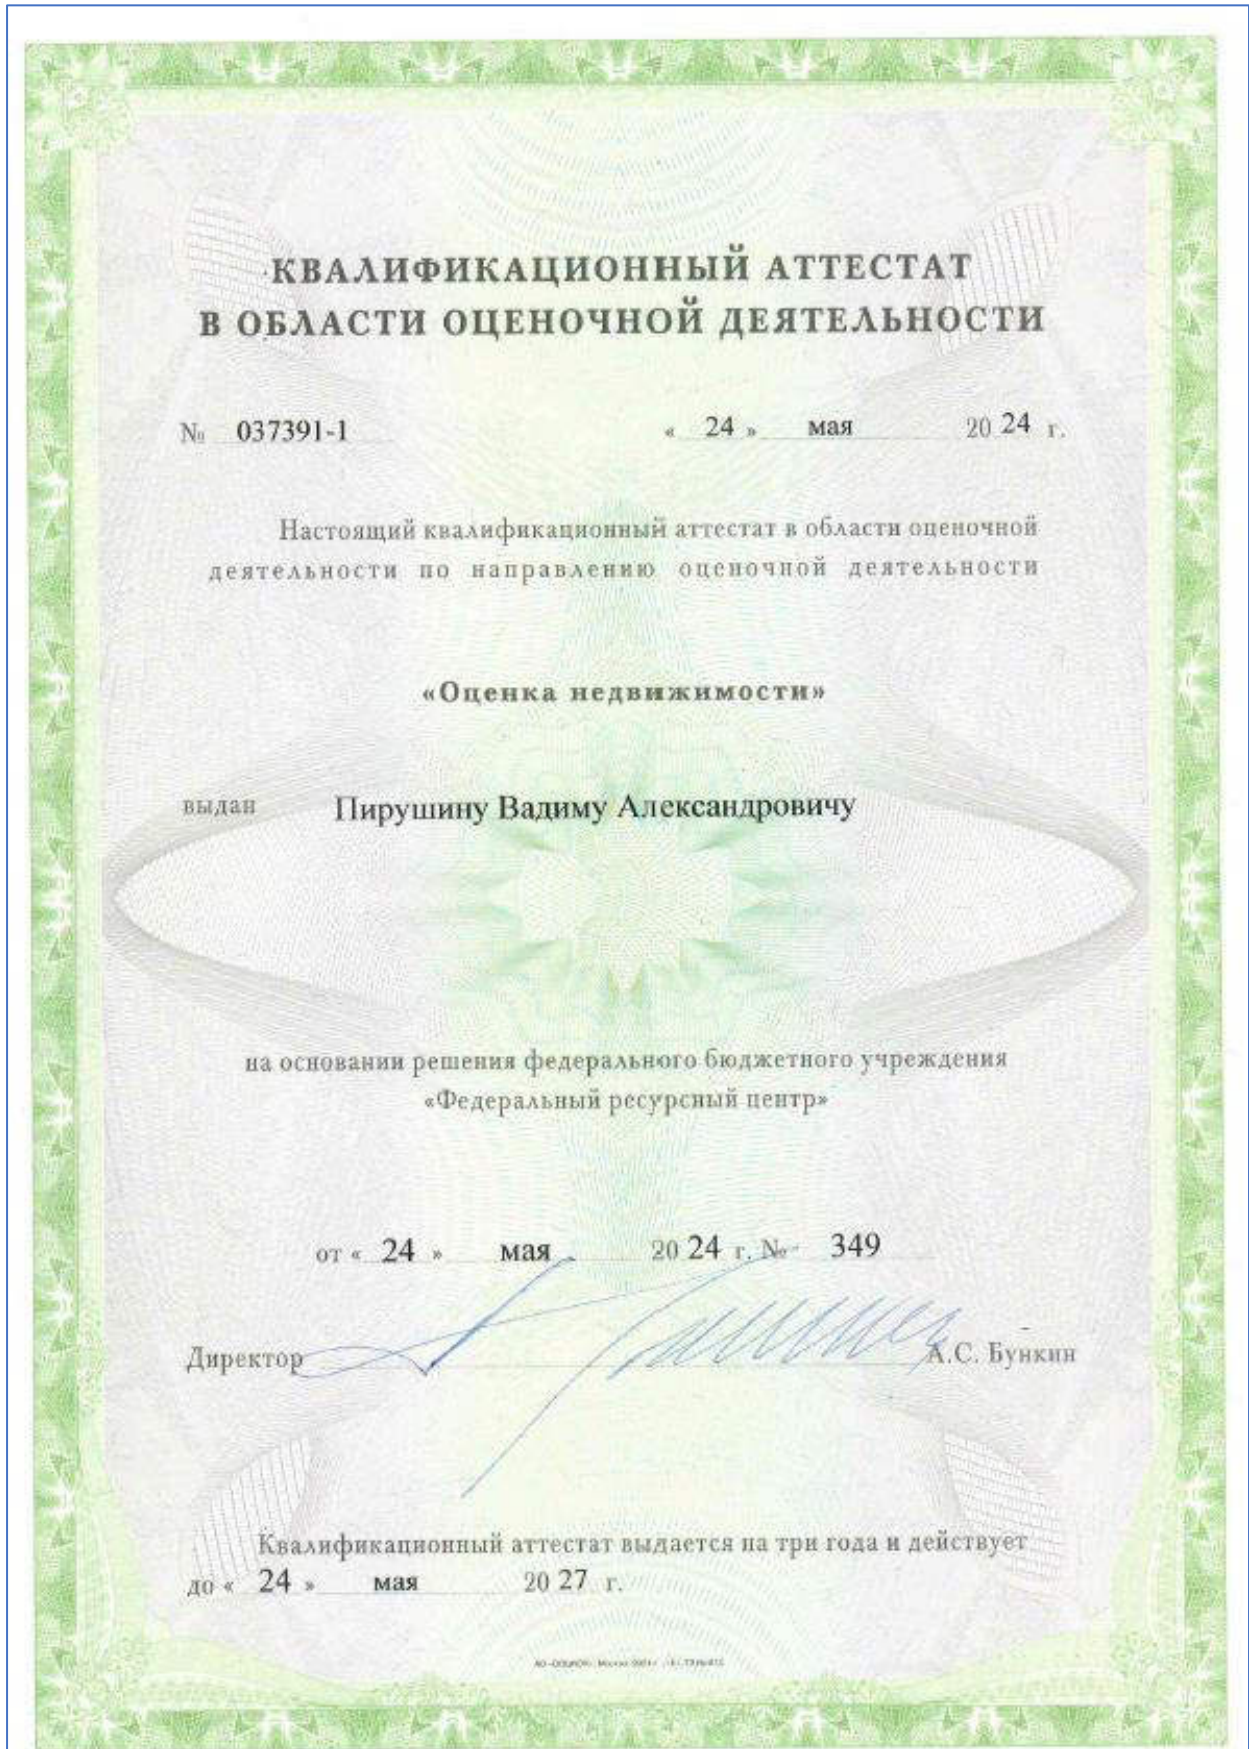 КВАЛИФИКАЦИОННЫЙ АТТЕСТАТ
В ОБЛАСТИ ОЦЕНОЧНОЙ ДЕЯТЕЛЬНОСТИ
№ 037391-1 « 24 » мая 20 24 г.
Настоящий квалификационный аттестат в области оценочной
деятельности по направлению оценочной деятельности
«Оценка недвижимости»
выдан Пирушину Вадиму Александровичу
на основании решения федерального бюджетного учреждения
«Федеральный ресурсный центр»
от « 24 » мая 20 24 г. № 349
Директор А.С. Бункин
Квалификационный аттестат выдается на три года и действует
до « 24 » мая 20 27 г.